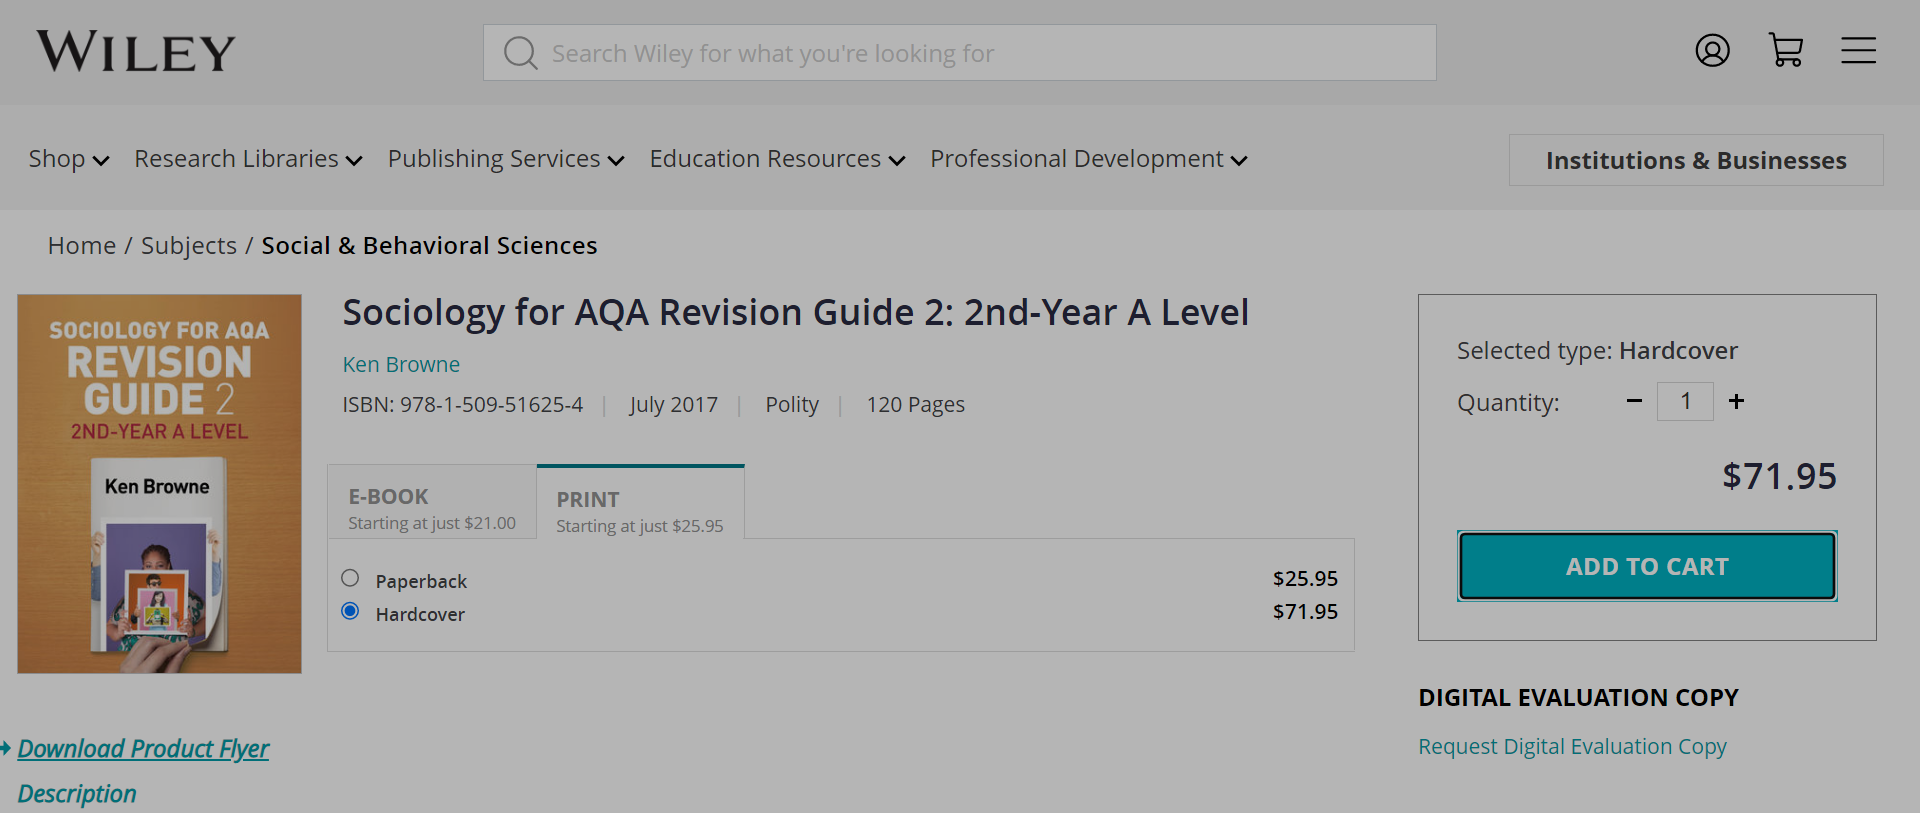 WILEY
Search Wiley for what you're looking for
Shop
Research Libraries
Publishing Services
Education Resources
Professional Development
Institutions & Businesses
Home / Subjects / Social & Behavioral Sciences
SOCIOLOGY FOR AQA
REVISION
GUIDE 2
2ND-YEAR A LEVEL
Ken Browne
Sociology for AQA Revision Guide 2: 2nd-Year A Level
Ken Browne
ISBN: 978-1-509-51625-4 | July 2017 | Polity | 120 Pages
E-BOOK
Starting at just $21.00
PRINT
Starting at just $25.95
Paperback $25.95
Hardcover $71.95
Selected type: Hardcover
Quantity: − 1 +
$71.95
ADD TO CART
DIGITAL EVALUATION COPY
Request Digital Evaluation Copy
Download Product Flyer
Description